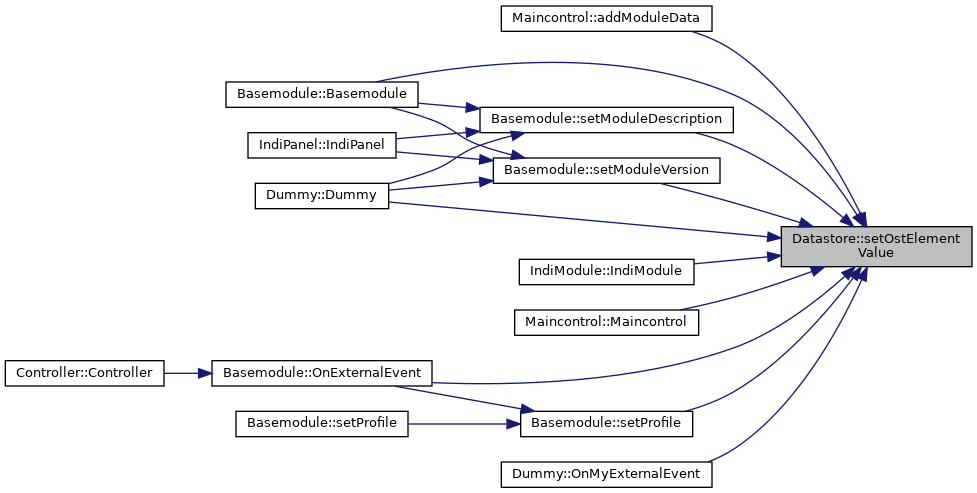 Maincontrol::addModuleData
Basemodule::Basemodule
Basemodule::setModuleDescription
IndiPanel::IndiPanel
Basemodule::setModuleVersion
Dummy::Dummy
Datastore::setOstElement
Value
IndiModule::IndiModule
Maincontrol::Maincontrol
Controller::Controller
Basemodule::OnExternalEvent
Basemodule::setProfile
Basemodule::setProfile
Dummy::OnMyExternalEvent